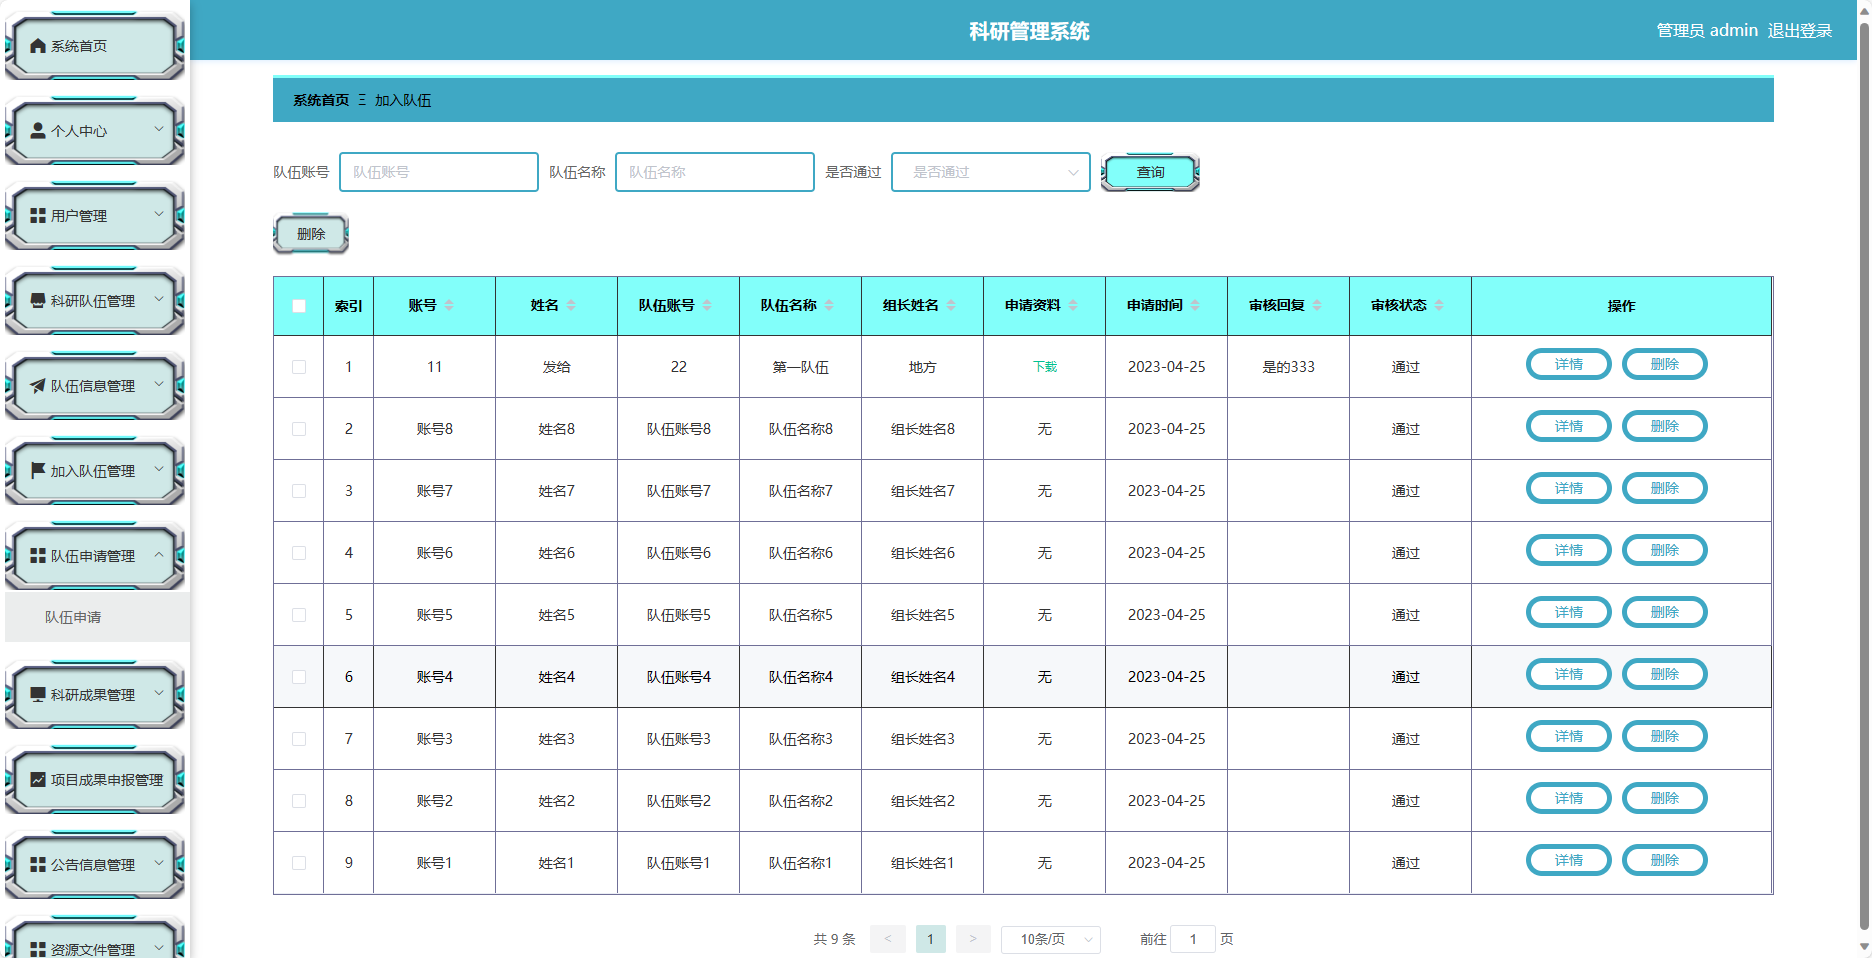 科研管理系统
管理员 admin 退出登录
系统首页
个人中心
用户管理
科研队伍管理
队伍信息管理
加入队伍管理
队伍申请管理
队伍申请
科研成果管理
项目成果申报管理
公告信息管理
资源文件管理
系统首页 Ξ 加入队伍
队伍账号 队伍账号 队伍名称 队伍名称 是否通过 是否通过 查询
删除
索引 账号 姓名 队伍账号 队伍名称 组长姓名 申请资料 申请时间 审核回复 审核状态 操作
1 11 发给 22 第一队伍 地方 下载 2023-04-25 是的333 通过 详情 删除
2 账号8 姓名8 队伍账号8 队伍名称8 组长姓名8 无 2023-04-25 通过 详情 删除
3 账号7 姓名7 队伍账号7 队伍名称7 组长姓名7 无 2023-04-25 通过 详情 删除
4 账号6 姓名6 队伍账号6 队伍名称6 组长姓名6 无 2023-04-25 通过 详情 删除
5 账号5 姓名5 队伍账号5 队伍名称5 组长姓名5 无 2023-04-25 通过 详情 删除
6 账号4 姓名4 队伍账号4 队伍名称4 组长姓名4 无 2023-04-25 通过 详情 删除
7 账号3 姓名3 队伍账号3 队伍名称3 组长姓名3 无 2023-04-25 通过 详情 删除
8 账号2 姓名2 队伍账号2 队伍名称2 组长姓名2 无 2023-04-25 通过 详情 删除
9 账号1 姓名1 队伍账号1 队伍名称1 组长姓名1 无 2023-04-25 通过 详情 删除
共 9 条 < 1 > 10条/页 前往 1 页